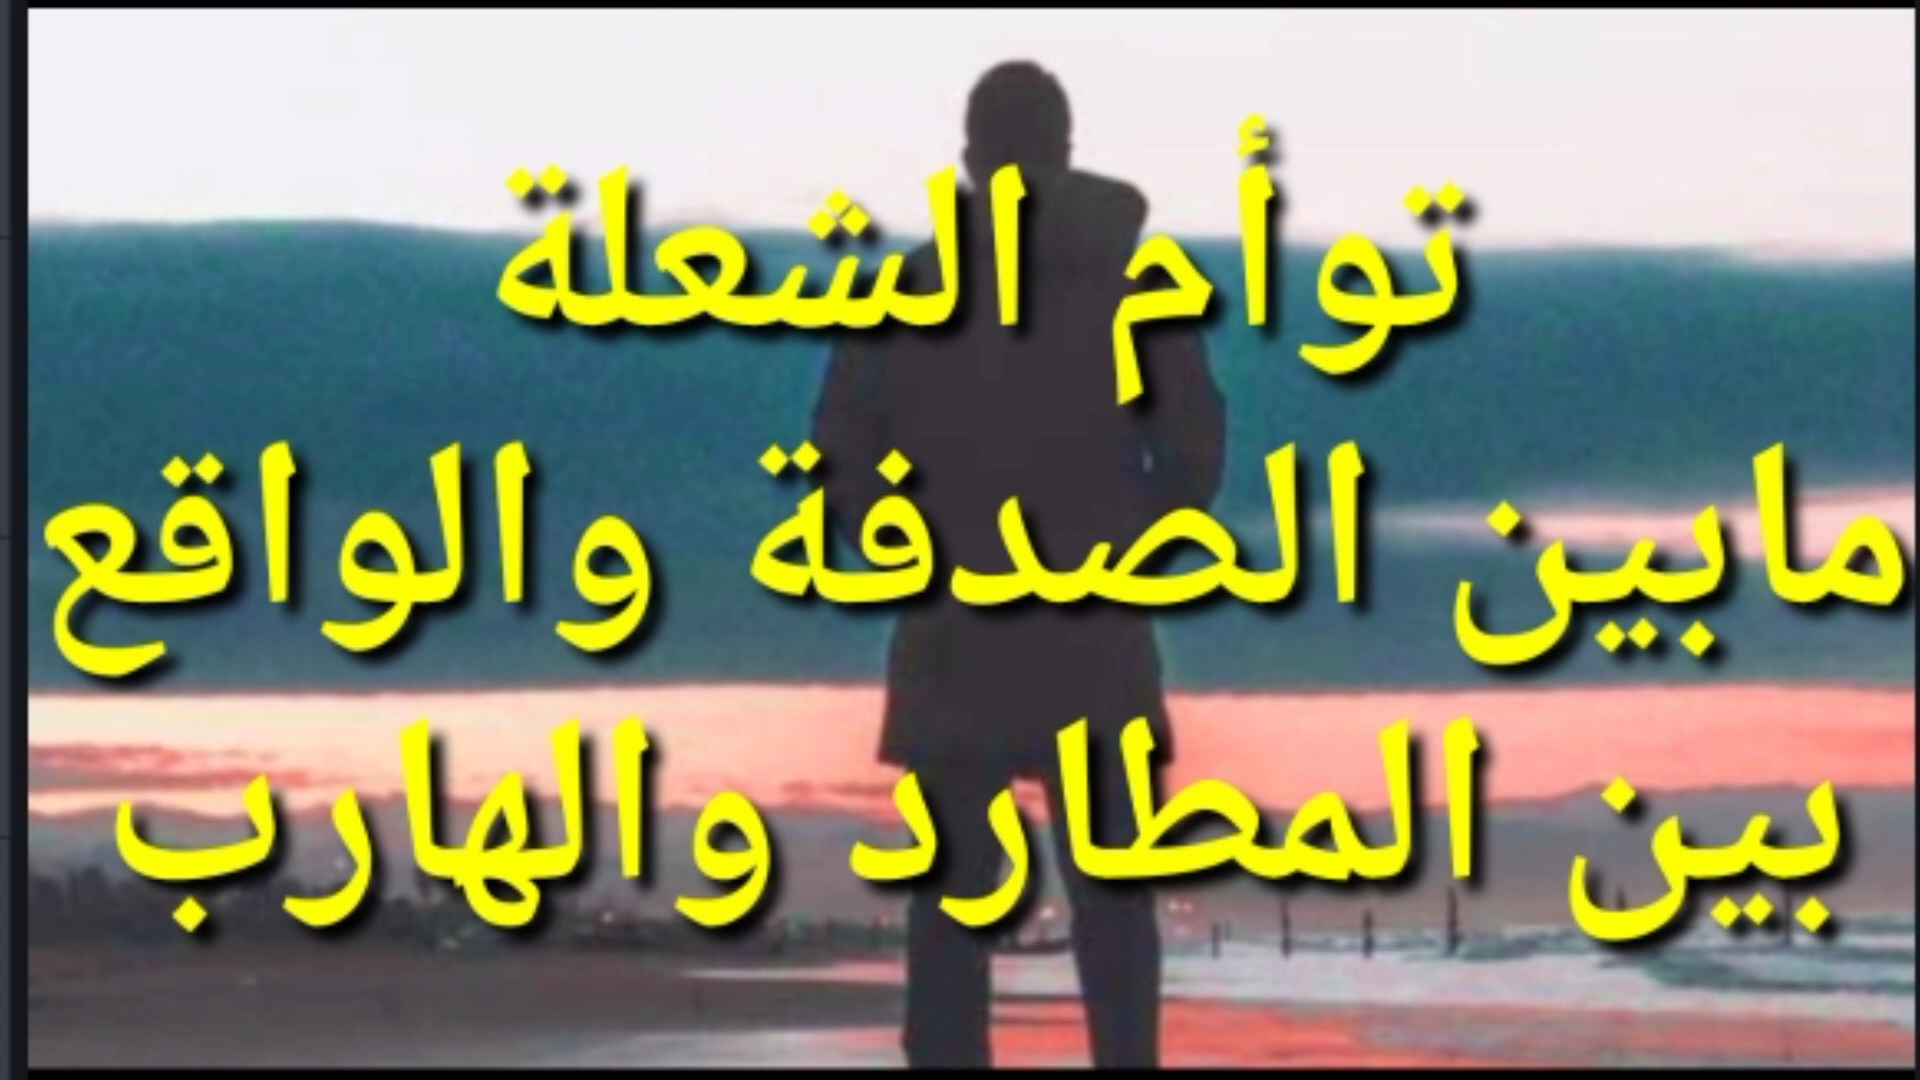 توأم الشعلة
مابين الصدفة والواقع
بين المطارد والهارب